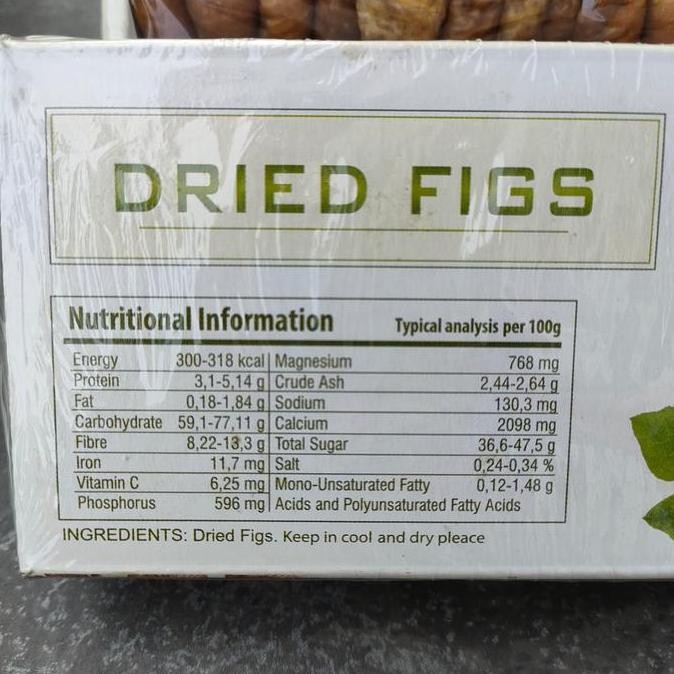 DRIED FIGS
Nutritional Information Typical analysis per 100g
Energy 300-318 kcal Magnesium 768 mg
Protein 3,1-5,14 g Crude Ash 2,44-2,64 g
Fat 0,18-1,84 g Sodium 130,3 mg
Carbohydrate 59,1-77,11 g Calcium 2098 mg
Fibre 8,22-13,3 g Total Sugar 36,6-47,5 g
Iron 11,7 mg Salt 0,24-0,34 %
Vitamin C 6,25 mg Mono-Unsaturated Fatty 0,12-1,48 g
Phosphorus 596 mg Acids and Polyunsaturated Fatty Acids
INGREDIENTS: Dried Figs. Keep in cool and dry pleace